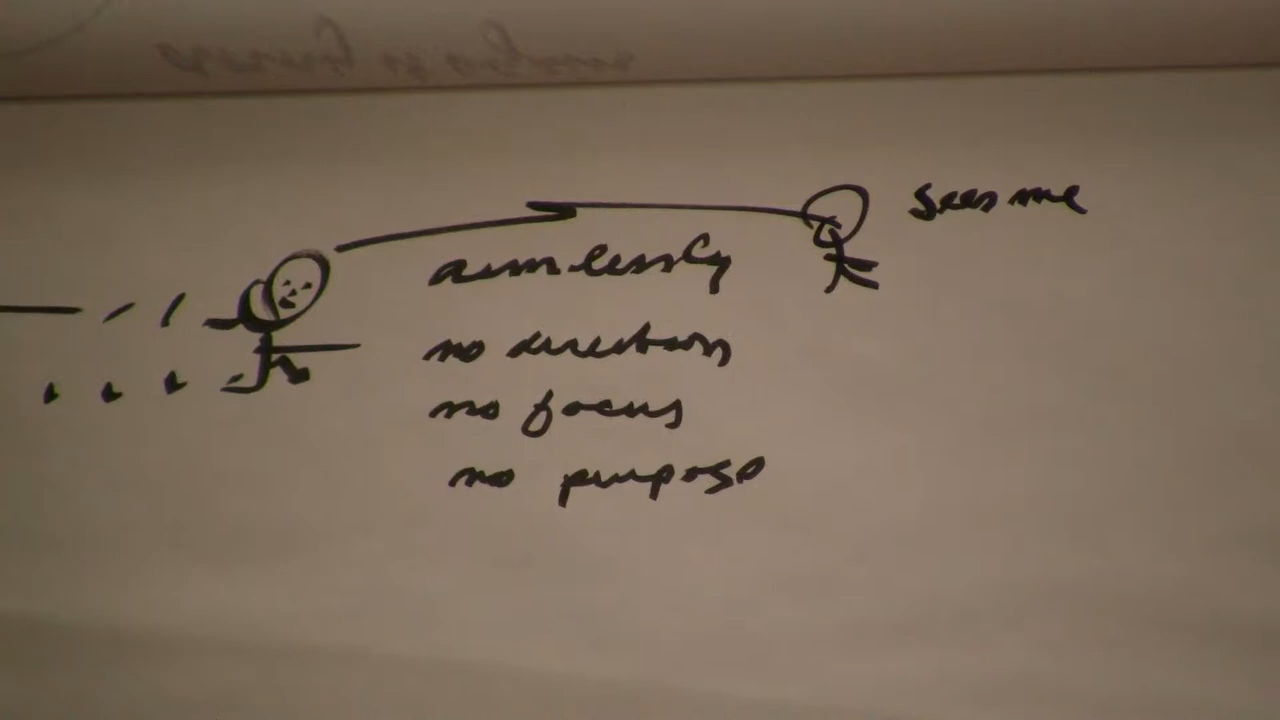 sees me
aimlessly
no direction
no focus
no purpose